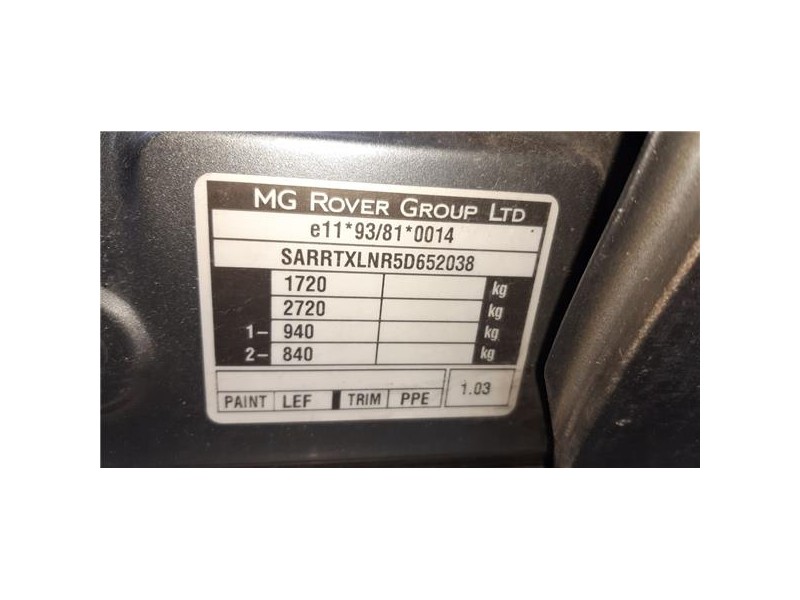 MG ROVER GROUP LTD
e11*93/81*0014
SARRTXLNR5D652038
1720 kg
2720 kg
1- 940 kg
2- 840 kg
1.03
PAINT LEF TRIM PPE